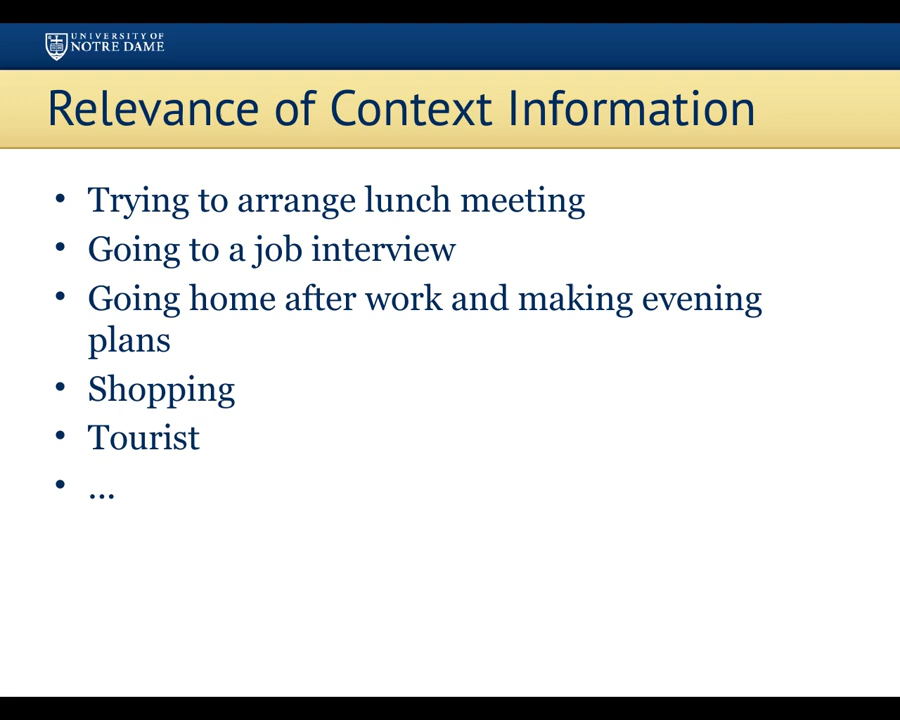 UNIVERSITY OF
NOTRE DAME
Relevance of Context Information
• Trying to arrange lunch meeting
• Going to a job interview
• Going home after work and making evening
plans
• Shopping
• Tourist
• ...